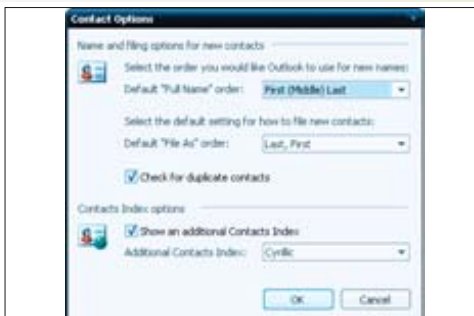 Contact Options
Name and filing options for new contacts
Select the order you would like Outlook to use for new names:
Default "Full Name" order: First (Middle) Last
Select the default setting for how to file new contacts:
Default "File As" order: Last, First
Check for duplicate contacts
Contacts Index options
Show an additional Contacts Index
Additional Contacts Index: Cyrillic
OK Cancel